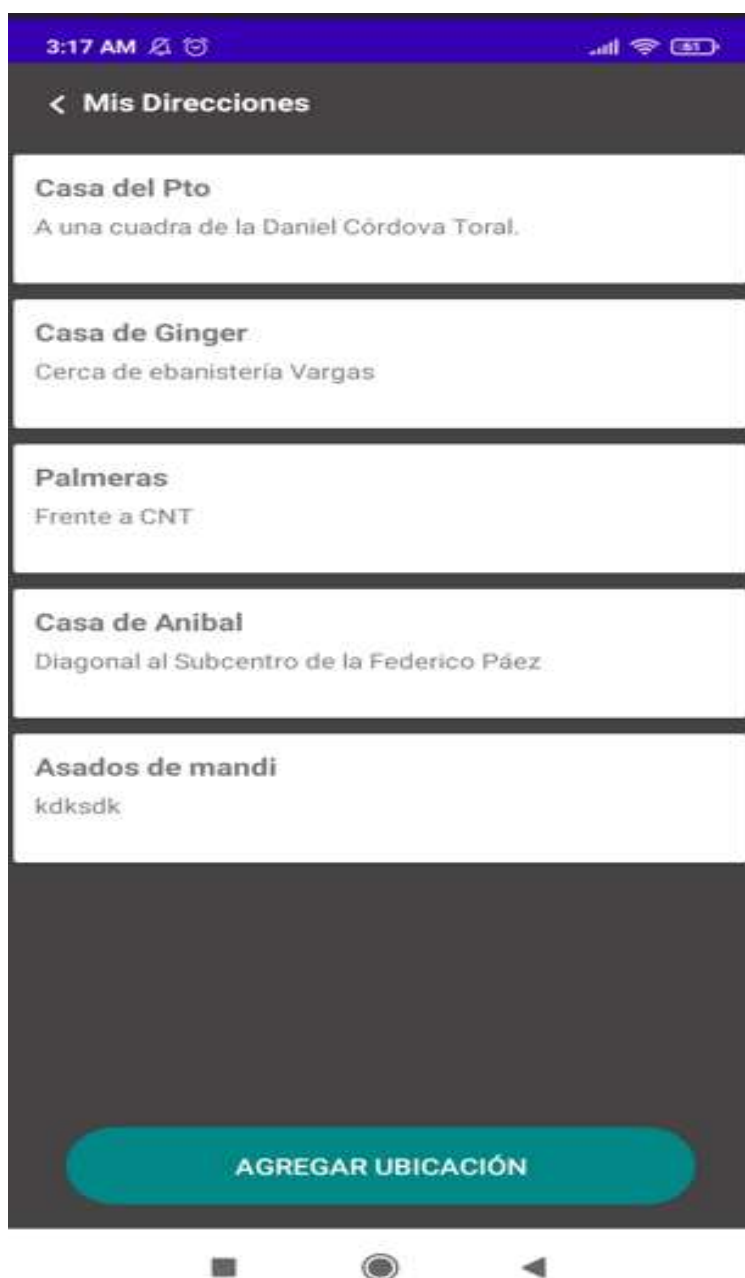 3:17 AM 61
Mis Direcciones
Casa del Pto
A una cuadra de la Daniel Córdova Toral.
Casa de Ginger
Cerca de ebanistería Vargas
Palmeras
Frente a CNT
Casa de Anibal
Diagonal al Subcentro de la Federico Páez
Asados de mandi
kdksdk
AGREGAR UBICACIÓN